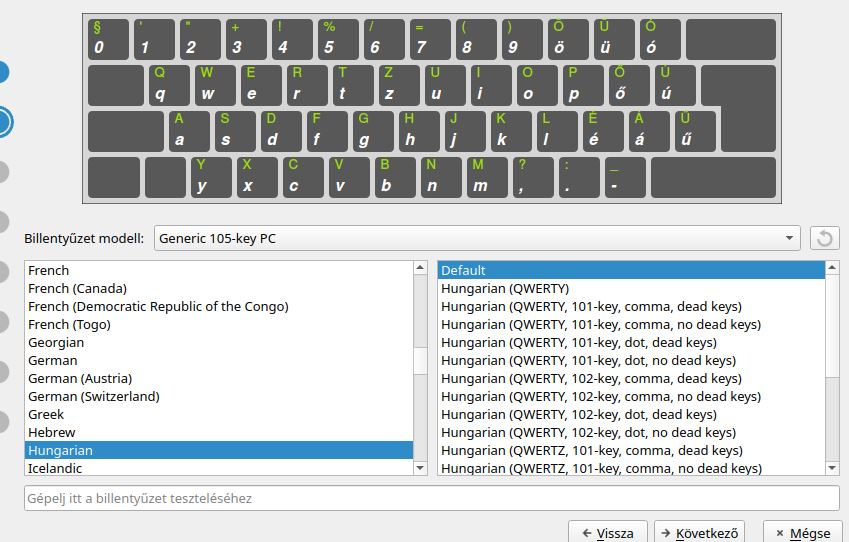 § ' " + ! % / = ( ) Ö Ü Ó
0 1 2 3 4 5 6 7 8 9 ö ü ó
Q W E R T Z U I O P Ő Ú
q w e r t z u i o p ő ú
A S D F G H J K L É Á Ű
a s d f g h j k l é á ű
Y X C V B N M ? : _
y x c v b n m , . -
Billentyűzet modell: Generic 105-key PC
French
French (Canada)
French (Democratic Republic of the Congo)
French (Togo)
Georgian
German
German (Austria)
German (Switzerland)
Greek
Hebrew
Hungarian
Icelandic
Default
Hungarian (QWERTY)
Hungarian (QWERTY, 101-key, comma, dead keys)
Hungarian (QWERTY, 101-key, comma, no dead keys)
Hungarian (QWERTY, 101-key, dot, dead keys)
Hungarian (QWERTY, 101-key, dot, no dead keys)
Hungarian (QWERTY, 102-key, comma, dead keys)
Hungarian (QWERTY, 102-key, comma, no dead keys)
Hungarian (QWERTY, 102-key, dot, dead keys)
Hungarian (QWERTY, 102-key, dot, no dead keys)
Hungarian (QWERTZ, 101-key, comma, dead keys)
Hungarian (QWERTZ, 101-key, comma, no dead keys)
Gépelj itt a billentyűzet teszteléséhez
Vissza Következő Mégse